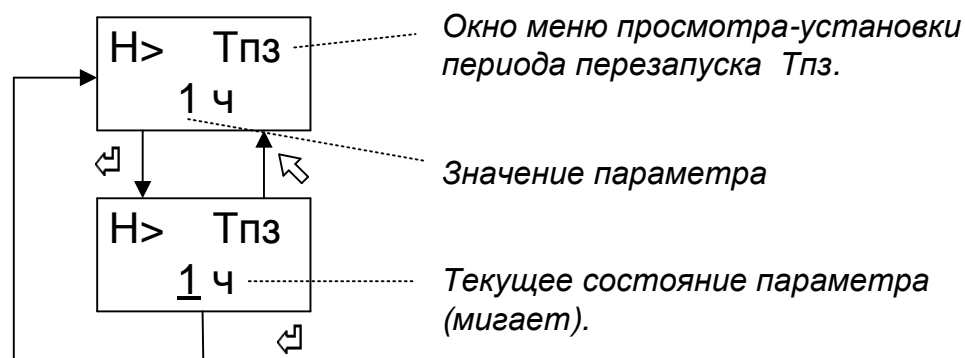 Н> Тпз
1 ч
Окно меню просмотра-установки
периода перезапуска Тпз.
Значение параметра
Н> Тпз
1 ч
Текущее состояние параметра
(мигает).